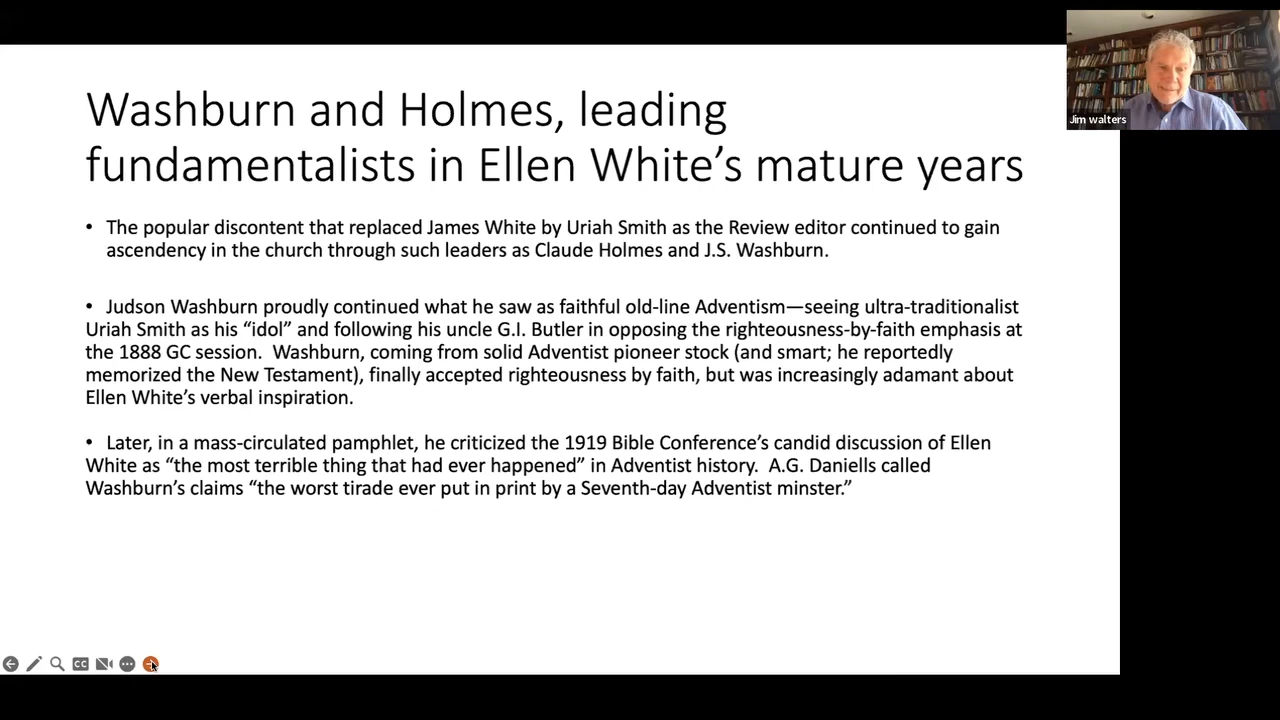 Washburn and Holmes, leading
fundamentalists in Ellen White’s mature years
• The popular discontent that replaced James White by Uriah Smith as the Review editor continued to gain
ascendency in the church through such leaders as Claude Holmes and J.S. Washburn.
• Judson Washburn proudly continued what he saw as faithful old-line Adventism—seeing ultra-traditionalist
Uriah Smith as his “idol” and following his uncle G.I. Butler in opposing the righteousness-by-faith emphasis at
the 1888 GC session.  Washburn, coming from solid Adventist pioneer stock (and smart; he reportedly
memorized the New Testament), finally accepted righteousness by faith, but was increasingly adamant about
Ellen White’s verbal inspiration.
• Later, in a mass-circulated pamphlet, he criticized the 1919 Bible Conference’s candid discussion of Ellen
White as “the most terrible thing that had ever happened” in Adventist history.  A.G. Daniells called
Washburn’s claims “the worst tirade ever put in print by a Seventh-day Adventist minster.”
Jim walters
CC